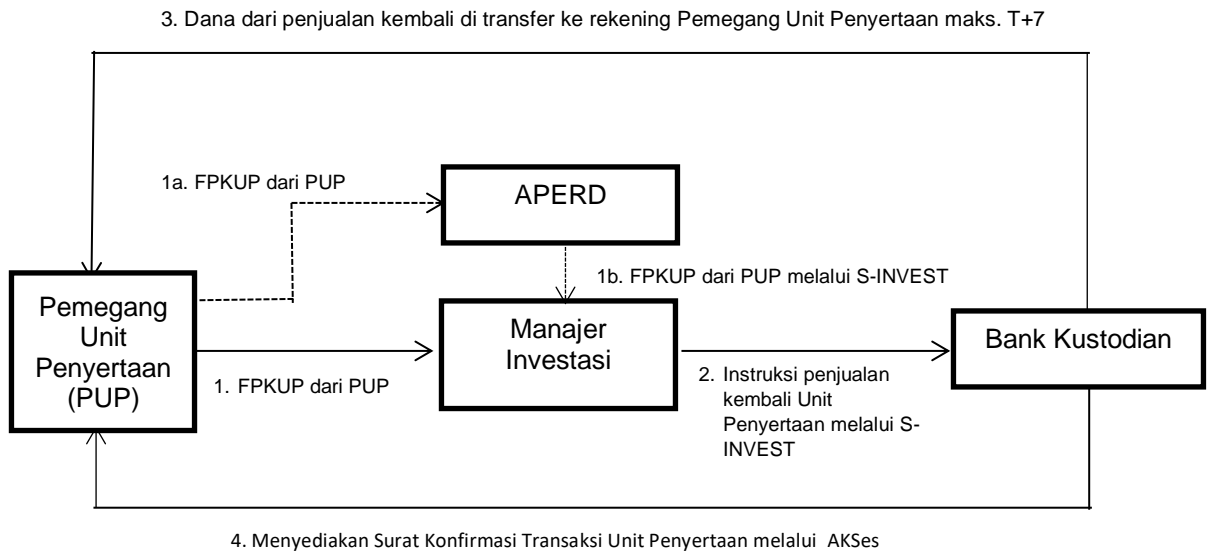 3. Dana dari penjualan kembali di transfer ke rekening Pemegang Unit Penyertaan maks. T+7
1a. FPKUP dari PUP
APERD
1b. FPKUP dari PUP melalui S-INVEST
Pemegang
Unit
Penyertaan
(PUP)
Manajer
Investasi
Bank Kustodian
1. FPKUP dari PUP
2. Instruksi penjualan
kembali Unit
Penyertaan melalui S-
INVEST
4. Menyediakan Surat Konfirmasi Transaksi Unit Penyertaan melalui AKSes